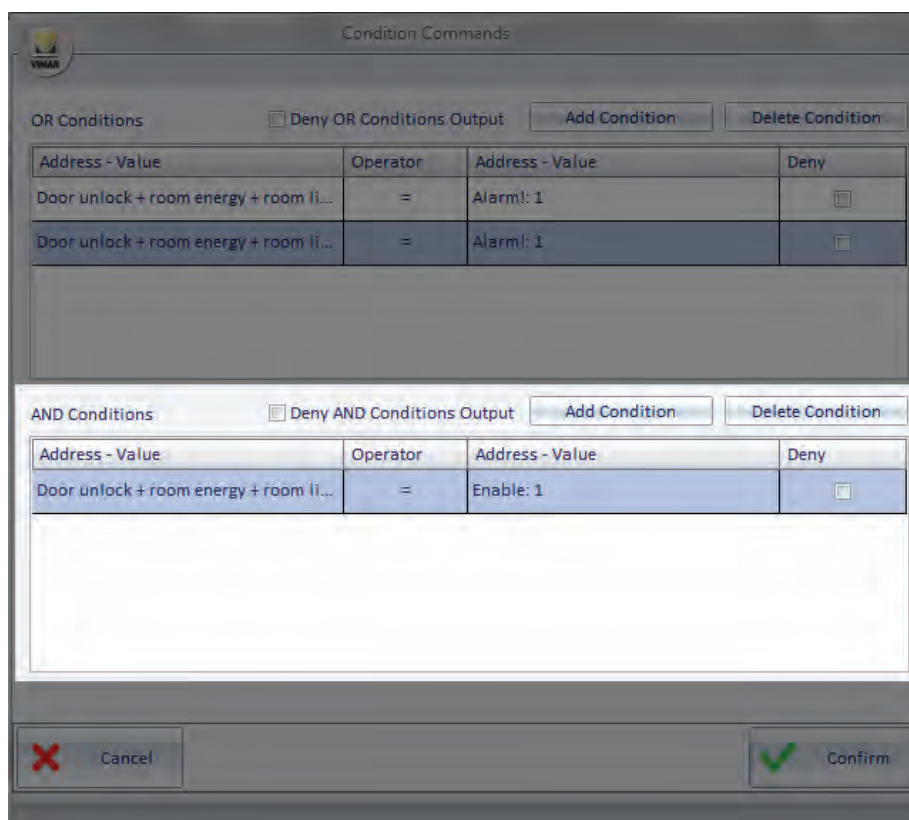 Condition Commands
VIMAR
OR Conditions Deny OR Conditions Output Add Condition Delete Condition
Address - Value Operator Address - Value Deny
Door unlock + room energy + room li... = Alarm!: 1
Door unlock + room energy + room li... = Alarm!: 1
AND Conditions Deny AND Conditions Output Add Condition Delete Condition
Address - Value Operator Address - Value Deny
Door unlock + room energy + room li... = Enable: 1
Cancel Confirm